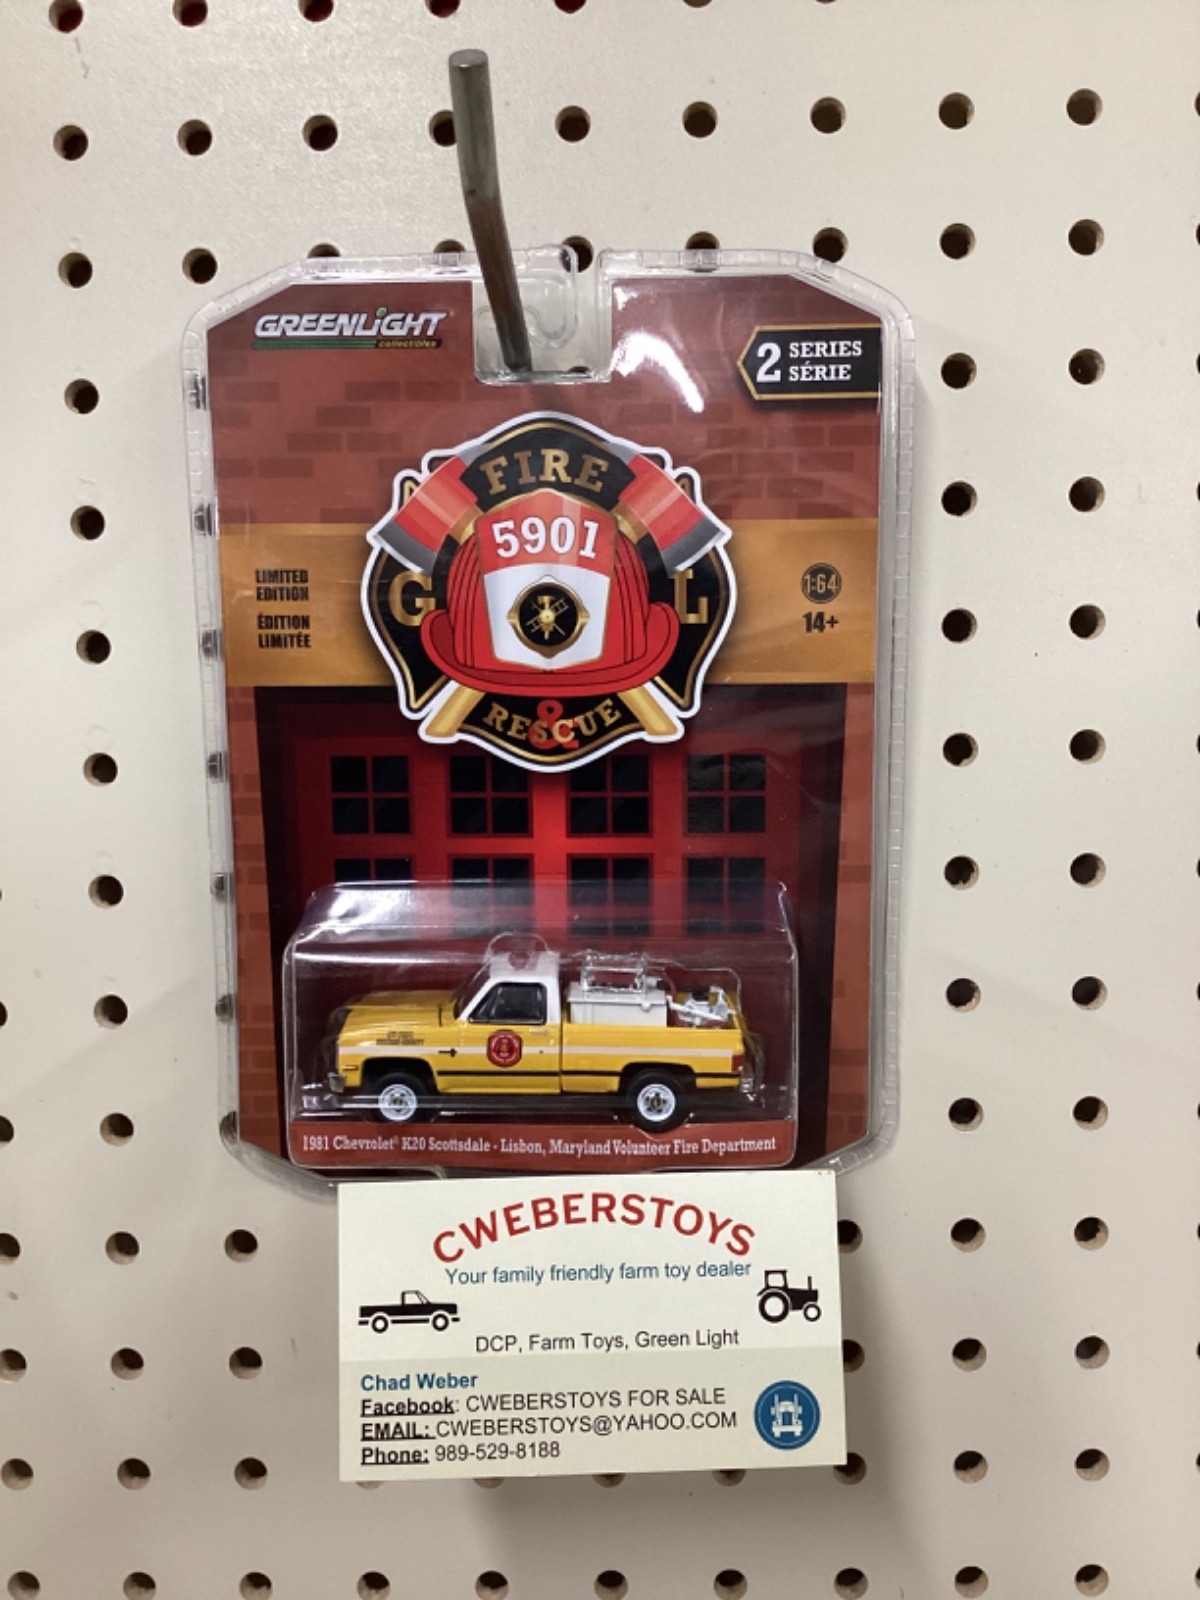 GREENLiGHT
collectibles
2 SERIES
SÉRIE
FIRE
5901
G L
&
RESCUE
LIMITED
EDITION
ÉDITION
LIMITÉE
1:64
14+
1981 Chevrolet® K20 Scottsdale - Lisbon, Maryland Volunteer Fire Department
CWEBERSTOYS
Your family friendly farm toy dealer
DCP, Farm Toys, Green Light
Chad Weber
Facebook: CWEBERSTOYS FOR SALE
EMAIL: CWEBERSTOYS@YAHOO.COM
Phone: 989-529-8188